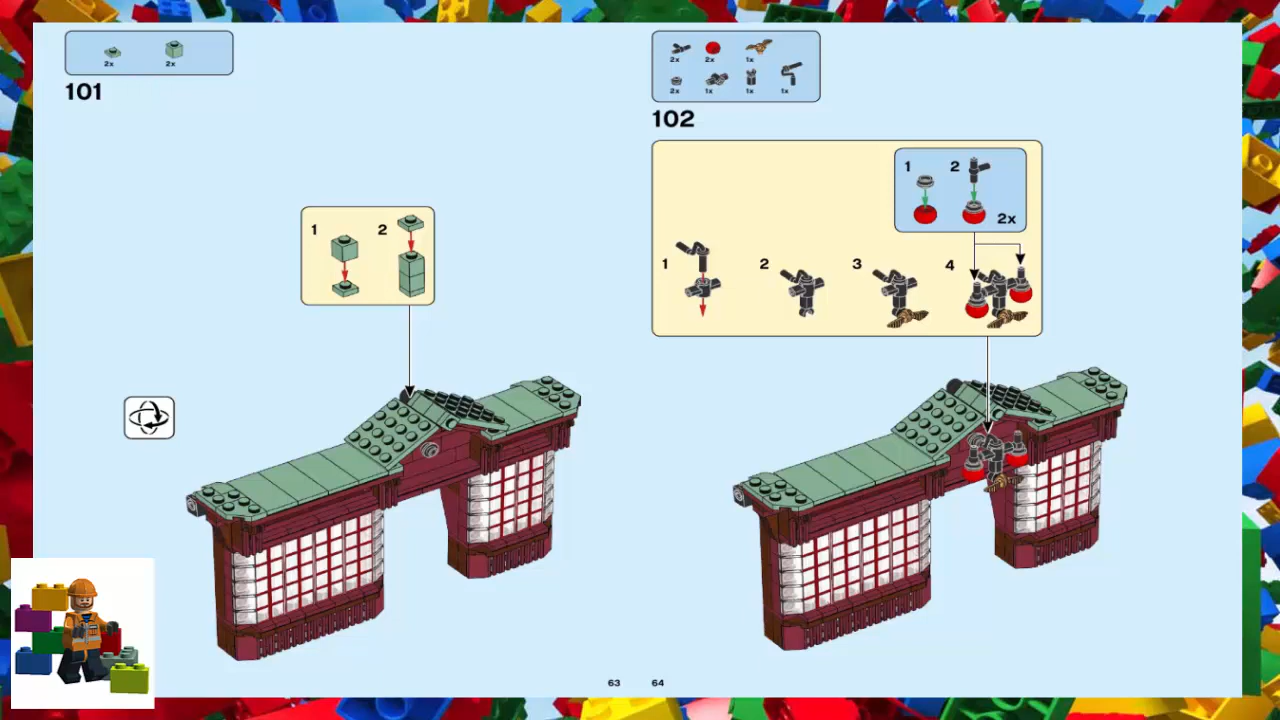 2x 2x
101
1 2
63
2x 2x 1x
2x 1x 1x 1x
102
1 2
2x
1 2 3 4
64